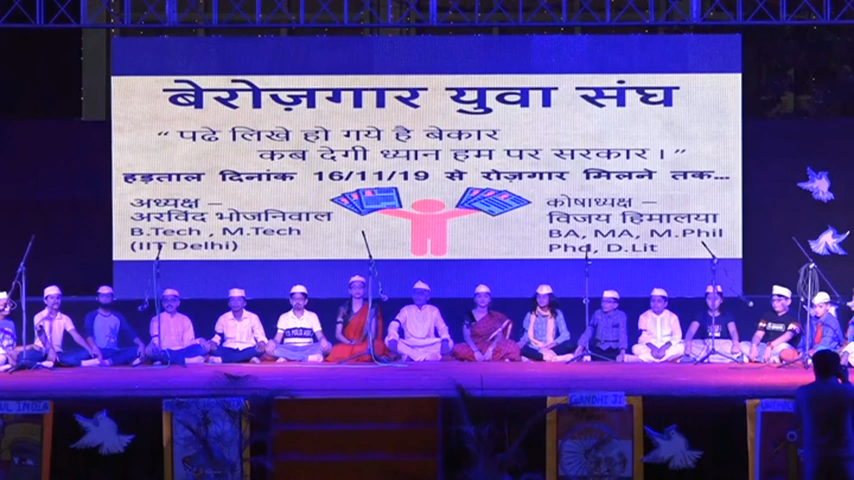 बेरोज़गार युवा संघ
“ पढे लिखे हो गये है बेकार
कब देगी ध्यान हम पर सरकार।”
हड़ताल दिनांक 16/11/19 से रोज़गार मिलने तक...
अध्यक्ष –
अरविंद भोजनिवाल
B.Tech , M.Tech
(IIT Delhi)
कोषाध्यक्ष –
विजय हिमालया
BA, MA, M.Phil
Phd, D.Lit
INDIA
GANDHI JI